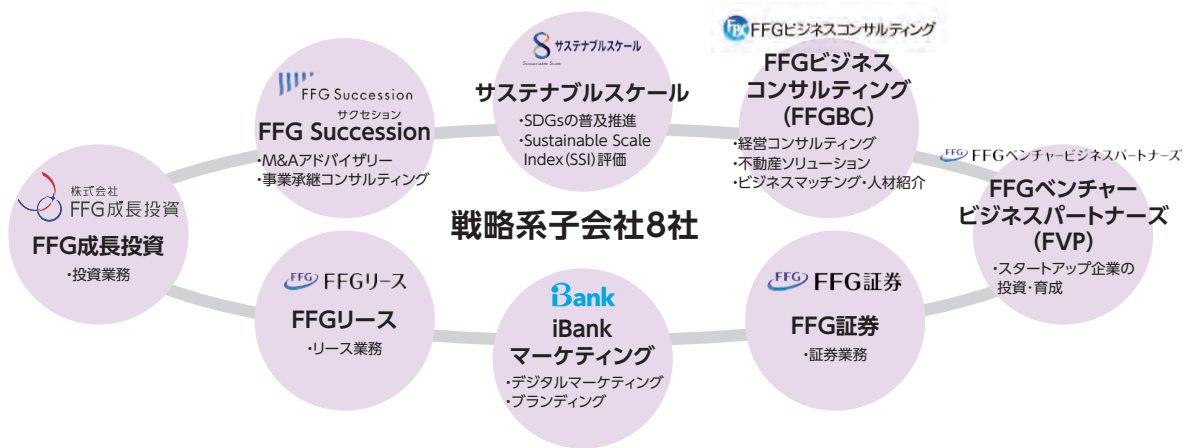 FFG Succession
サクセション
FFG Succession
・M&Aアドバイザリー
・事業承継コンサルティング
サステナブルスケール
Sustainable Scale
サステナブルスケール
・SDGsの普及推進
・Sustainable Scale
Index(SSI)評価
FBC FFGビジネスコンサルティング
FFGビジネス
コンサルティング
(FFGBC)
・経営コンサルティング
・不動産ソリューション
・ビジネスマッチング・人材紹介
FFG FFGベンチャービジネスパートナーズ
FFGベンチャー
ビジネスパートナーズ
(FVP)
・スタートアップ企業の
投資・育成
株式会社
FFG成長投資
FFG成長投資
・投資業務
戦略系子会社8社
FFG FFGリース
FFGリース
・リース業務
iBank
iBank
マーケティング
・デジタルマーケティング
・ブランディング
FFG FFG証券
FFG証券
・証券業務